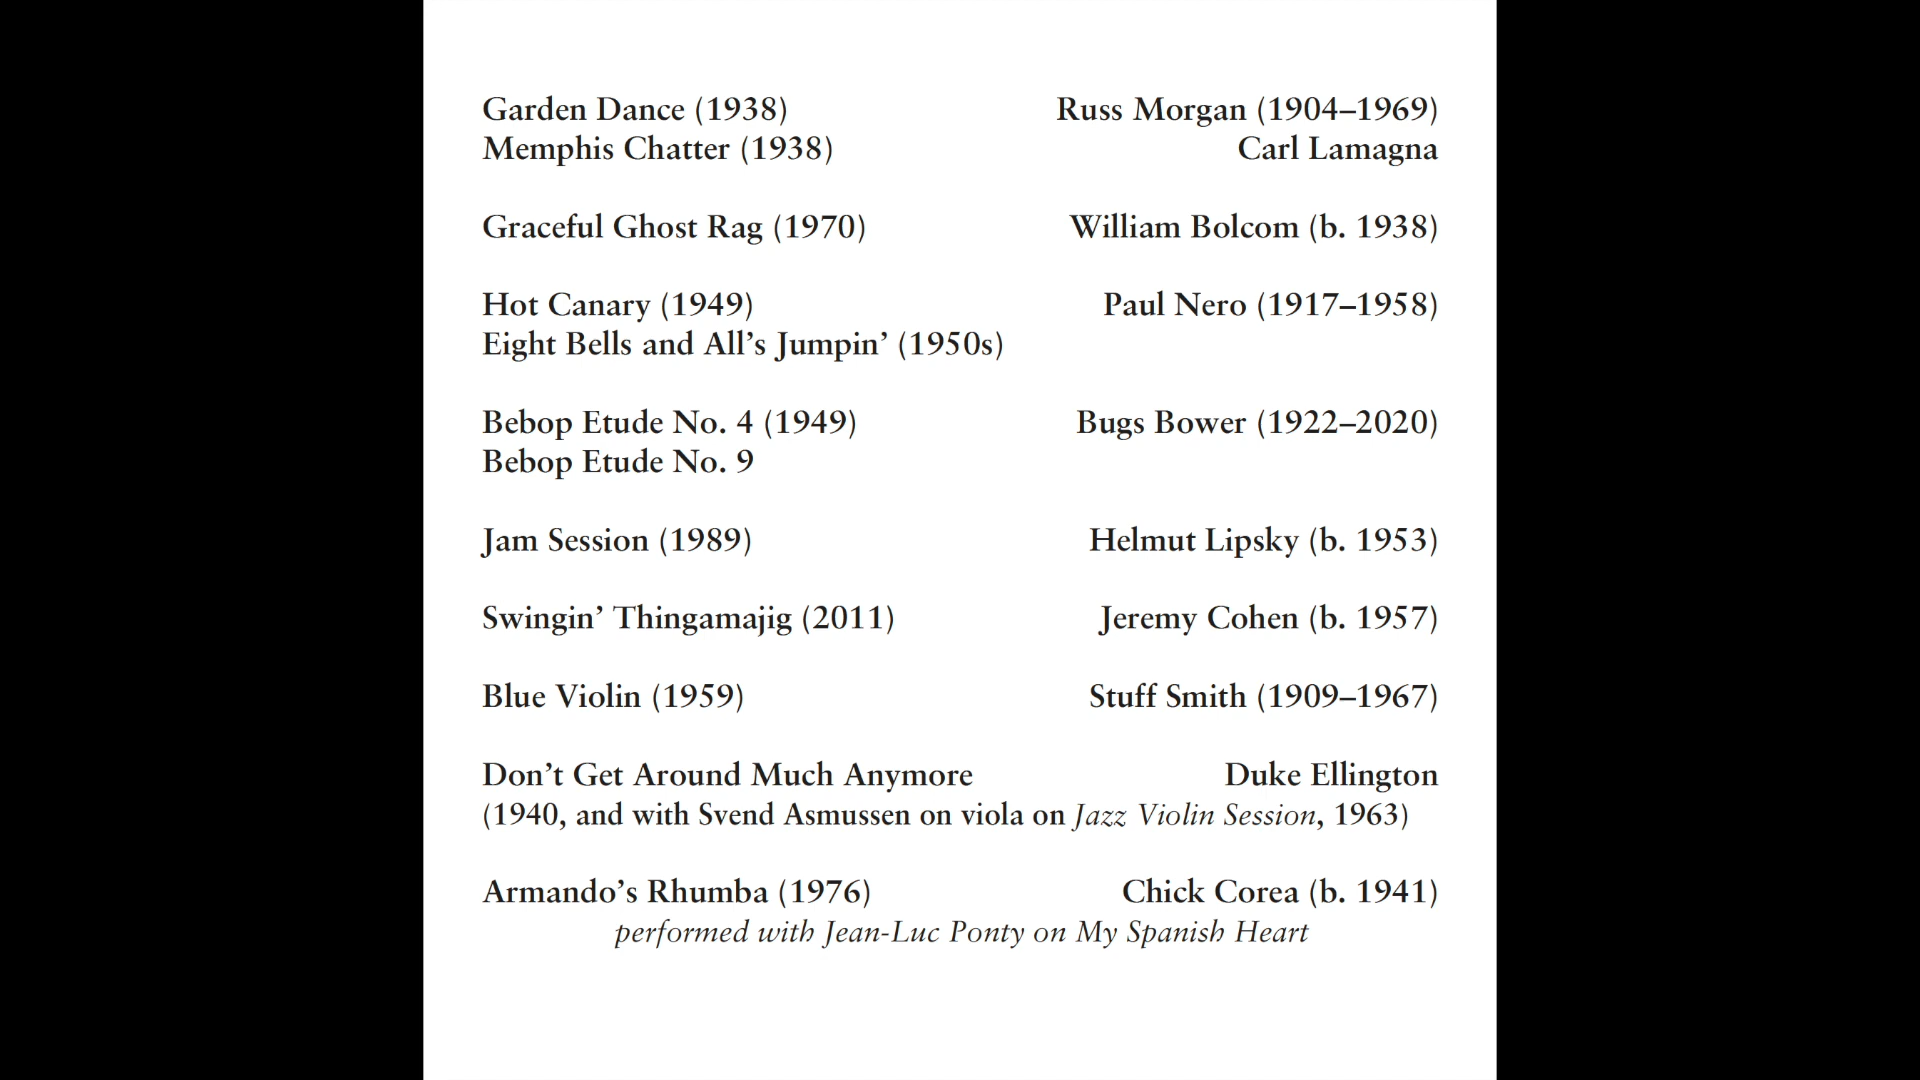 Garden Dance (1938) Russ Morgan (1904–1969)
Memphis Chatter (1938) Carl Lamagna
Graceful Ghost Rag (1970) William Bolcom (b. 1938)
Hot Canary (1949) Paul Nero (1917–1958)
Eight Bells and All’s Jumpin’ (1950s)
Bebop Etude No. 4 (1949) Bugs Bower (1922–2020)
Bebop Etude No. 9
Jam Session (1989) Helmut Lipsky (b. 1953)
Swingin’ Thingamajig (2011) Jeremy Cohen (b. 1957)
Blue Violin (1959) Stuff Smith (1909–1967)
Don’t Get Around Much Anymore Duke Ellington
(1940, and with Svend Asmussen on viola on Jazz Violin Session, 1963)
Armando’s Rhumba (1976) Chick Corea (b. 1941)
performed with Jean-Luc Ponty on My Spanish Heart